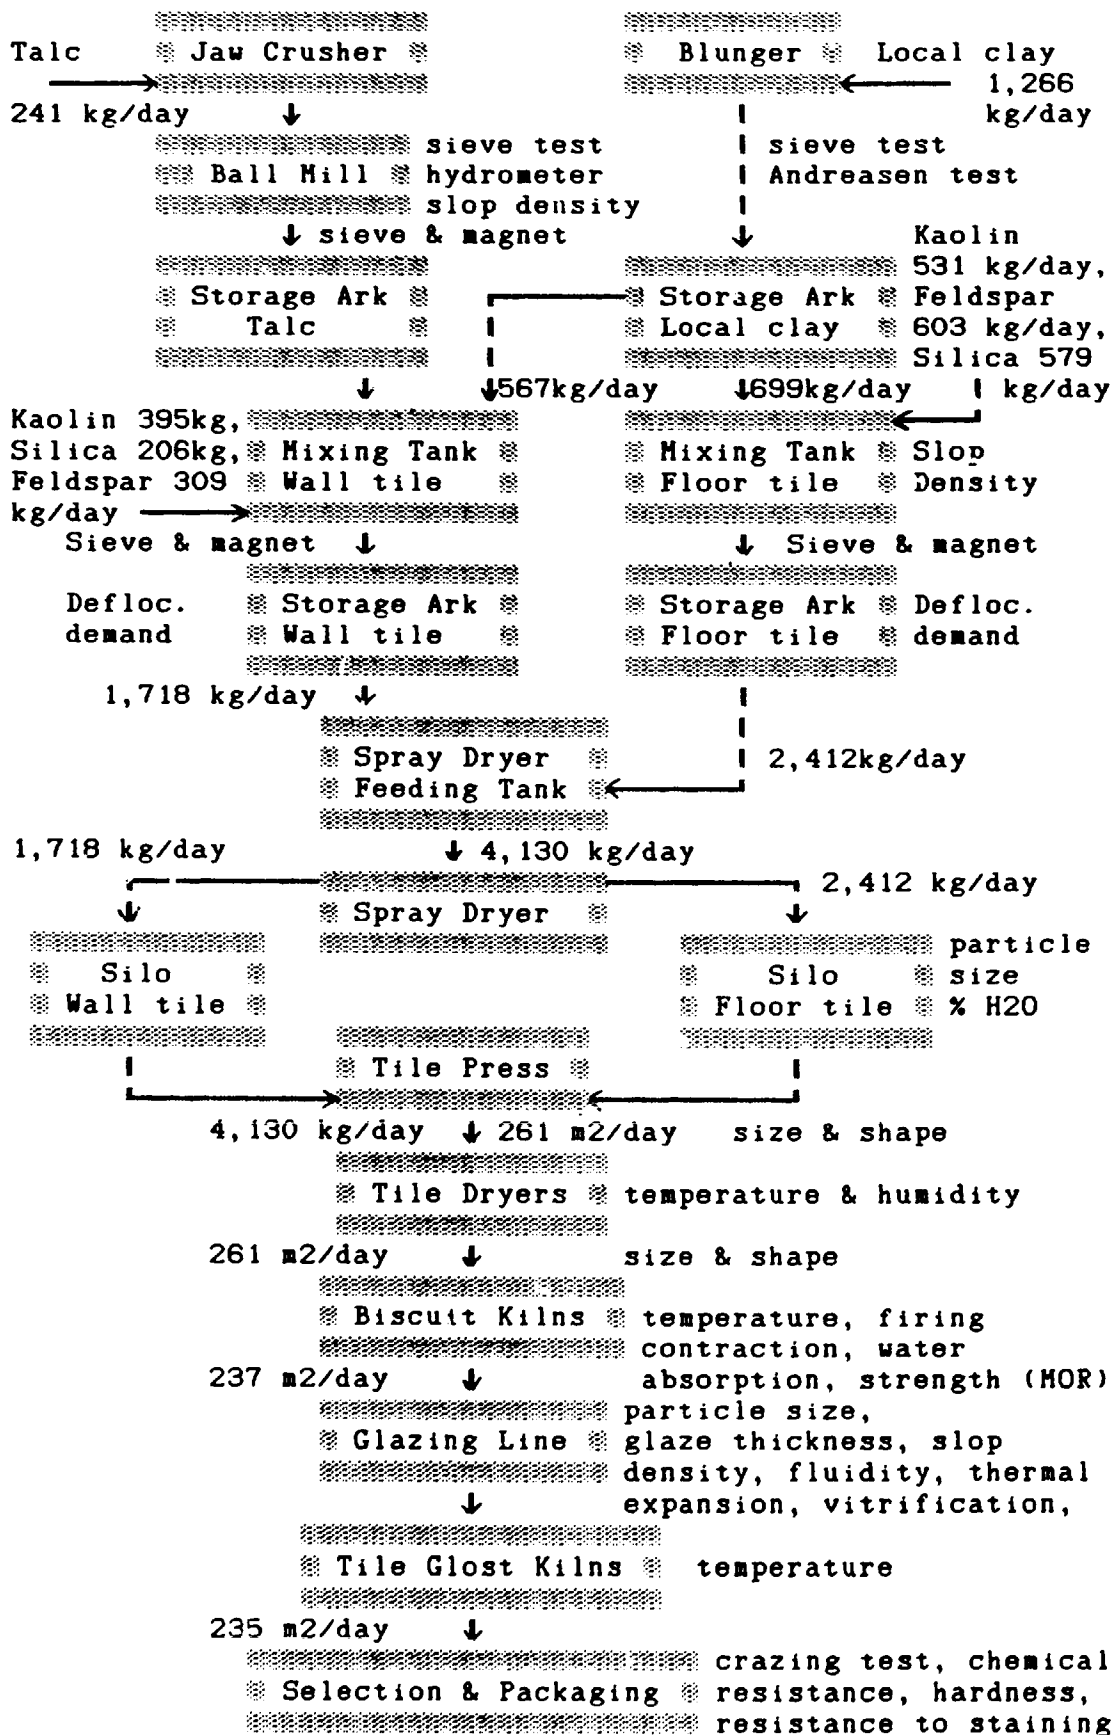 Talc Jaw Crusher Blunger Local clay
1,266
241 kg/day kg/day
sieve test sieve test
Ball Mill hydrometer Andreasen test
slop density
sieve & magnet Kaolin
531 kg/day,
Storage Ark Storage Ark Feldspar
Talc Local clay 603 kg/day,
Silica 579
567kg/day 699kg/day kg/day
Kaolin 395kg,
Silica 206kg, Mixing Tank Mixing Tank Slop
Feldspar 309 Wall tile Floor tile Density
kg/day
Sieve & magnet Sieve & magnet
Defloc. Storage Ark Storage Ark Defloc.
demand Wall tile Floor tile demand
1,718 kg/day
Spray Dryer 2,412kg/day
Feeding Tank
1,718 kg/day 4,130 kg/day
2,412 kg/day
Spray Dryer
particle
Silo Silo size
Wall tile Floor tile % H2O
Tile Press
4,130 kg/day 261 m2/day size & shape
Tile Dryers temperature & humidity
261 m2/day size & shape
Biscuit Kilns temperature, firing
contraction, water
237 m2/day absorption, strength (MOR)
particle size,
Glazing Line glaze thickness, slop
density, fluidity, thermal
expansion, vitrification,
Tile Glost Kilns temperature
235 m2/day
crazing test, chemical
Selection & Packaging resistance, hardness,
resistance to staining